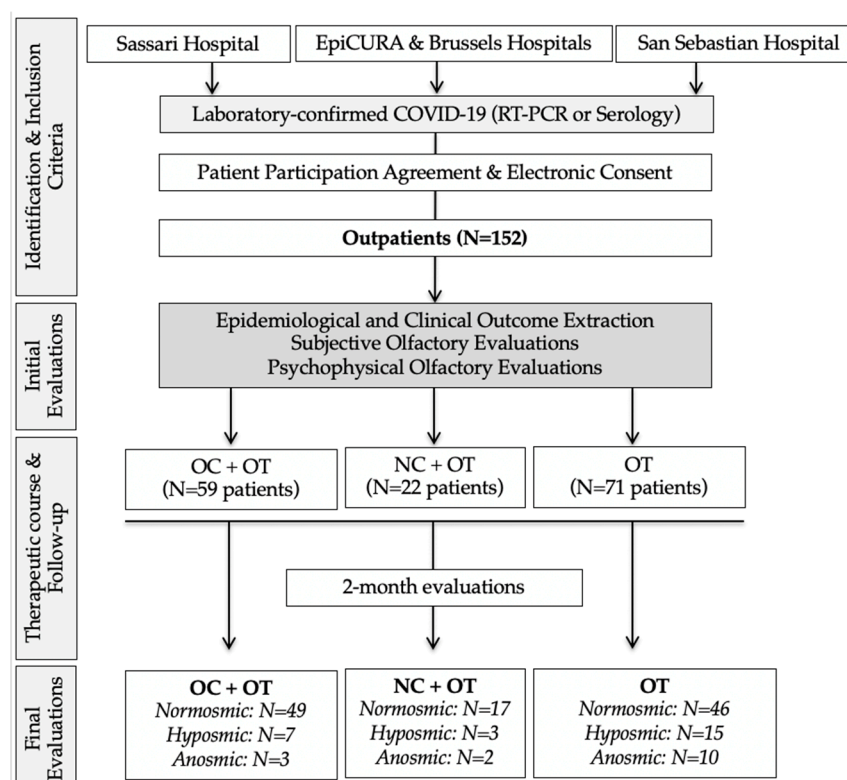 Identification & Inclusion
Criteria
Sassari Hospital
EpiCURA & Brussels Hospitals
San Sebastian Hospital
Laboratory-confirmed COVID-19 (RT-PCR or Serology)
Patient Participation Agreement & Electronic Consent
Outpatients (N=152)
Initial
Evaluations
Epidemiological and Clinical Outcome Extraction
Subjective Olfactory Evaluations
Psychophysical Olfactory Evaluations
Therapeutic course &
Follow-up
OC + OT
(N=59 patients)
NC + OT
(N=22 patients)
OT
(N=71 patients)
2-month evaluations
Final
Evaluations
OC + OT
Normosmic: N=49
Hyposmic: N=7
Anosmic: N=3
NC + OT
Normosmic: N=17
Hyposmic: N=3
Anosmic: N=2
OT
Normosmic: N=46
Hyposmic: N=15
Anosmic: N=10